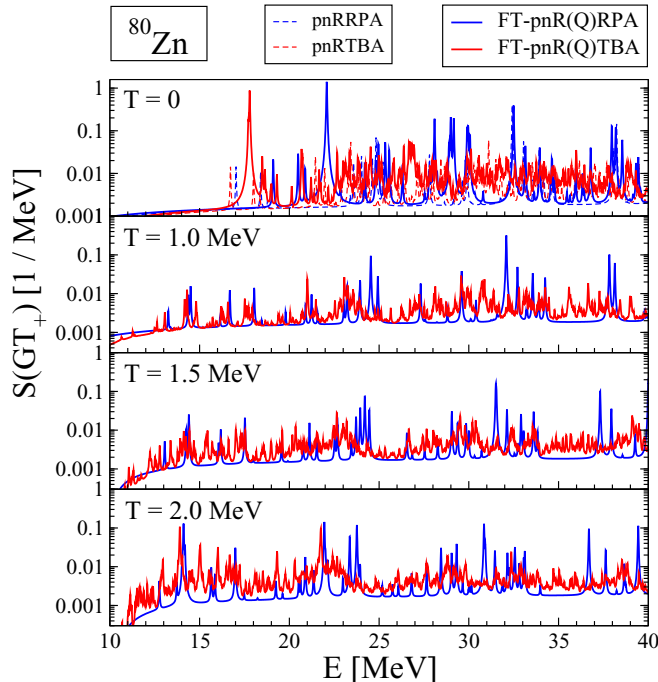 80Zn
pnRRPA
pnRTBA
FT-pnR(Q)RPA
FT-pnR(Q)TBA
S(GT+) [1 / MeV]
T = 0
1
0.1
0.01
0.001
T = 1.0 MeV
1
0.1
0.01
0.001
T = 1.5 MeV
1
0.1
0.01
0.001
T = 2.0 MeV
1
0.1
0.01
0.001
10 15 20 25 30 35 40
E [MeV]